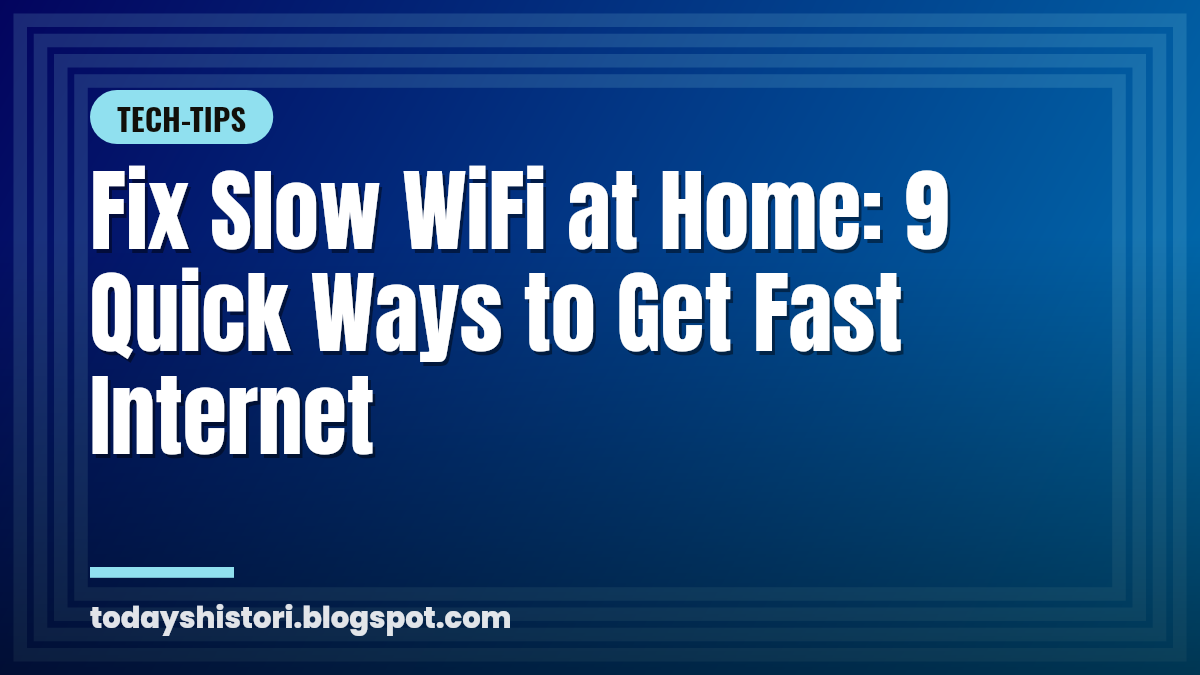 TECH-TIPS
Fix Slow WiFi at Home: 9
Quick Ways to Get Fast
Internet
todayshistori.blogspot.com